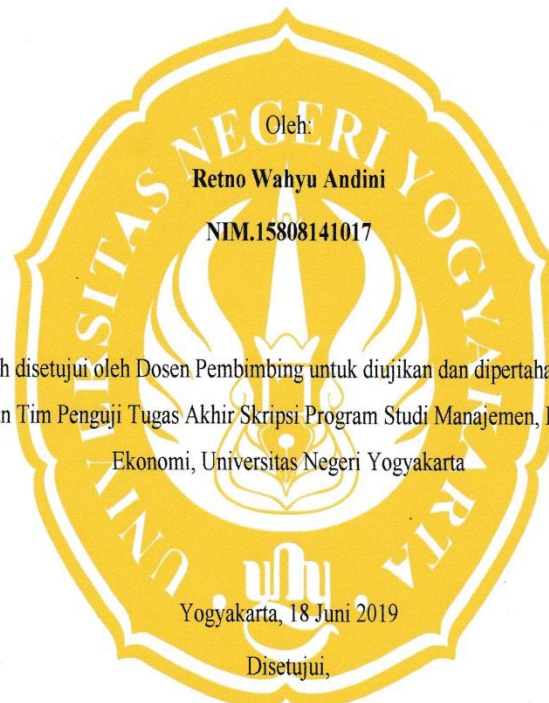 Oleh:
Retno Wahyu Andini
NIM.15808141017
UNIVERSITAS NEGERI YOGYAKARTA
h disetujui oleh Dosen Pembimbing untuk diujikan dan dipertaha
n Tim Penguji Tugas Akhir Skripsi Program Studi Manajemen,
Ekonomi, Universitas Negeri Yogyakarta
uny
Yogyakarta, 18 Juni 2019
Disetujui,